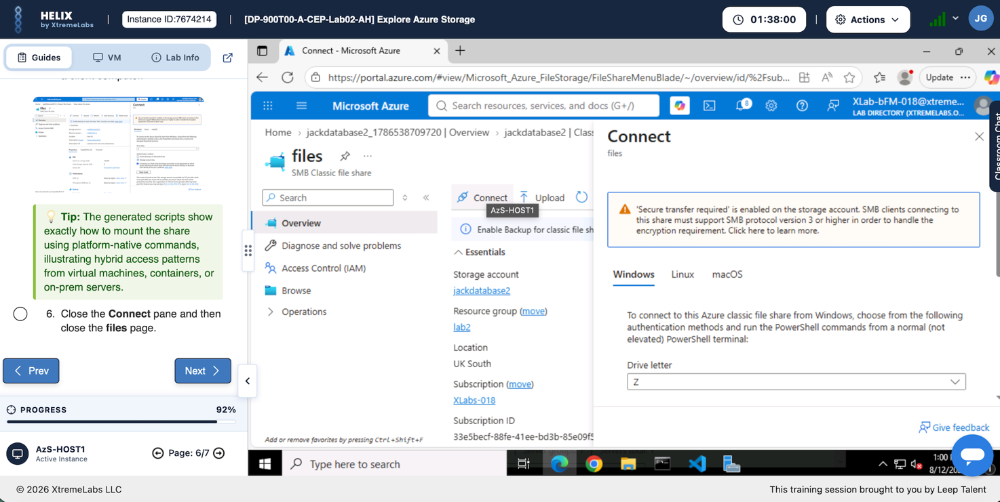 HELIX
by XtremeLabs
Instance ID:7674214
[DP-900T00-A-CEP-Lab02-AH] Explore Azure Storage
01:38:00
Actions
JG
Guides
VM
Lab Info
Tip: The generated scripts show
exactly how to mount the share
using platform-native commands,
illustrating hybrid access patterns
from virtual machines, containers, or
on-prem servers.
6. Close the Connect pane and then
close the files page.
Prev
Next
PROGRESS
92%
AzS-HOST1
Active Instance
Page: 6/7
Connect - Microsoft Azure
https://portal.azure.com/#view/Microsoft_Azure_FileStorage/FileShareMenuBlade/~/overview/id/%2Fsub...
Update
Microsoft Azure
Search resources, services, and docs (G+/)
8
XLab-bFM-018@xtreme...
LAB DIRECTORY (XTREMELABS.O...
Classroom Chat
Home > jackdatabase2_1786538709720 | Overview > jackdatabase2 | Class
files
SMB Classic file share
Search
Overview
Diagnose and solve problems
Access Control (IAM)
Browse
Operations
Add or remove favorites by pressing Ctrl+Shift+F
Connect
Upload
AzS-HOST1
Enable Backup for classic file sh
Essentials
Storage account
jackdatabase2
Resource group (move)
lab2
Location
UK South
Subscription (move)
XLabs-018
Subscription ID
33e5becf-88fe-41ee-bd3b-85e09f5
Connect
files
'Secure transfer required' is enabled on the storage account. SMB clients connecting to
this share must support SMB protocol version 3 or higher in order to handle the
encryption requirement. Click here to learn more.
Windows
Linux
macOS
To connect to this Azure classic file share from Windows, choose from the following
authentication methods and run the PowerShell commands from a normal (not
elevated) PowerShell terminal:
Drive letter
Z
Give feedback
Type here to search
1:00
8/12/20
© 2026 XtremeLabs LLC
This training session brought to you by Leep Talent